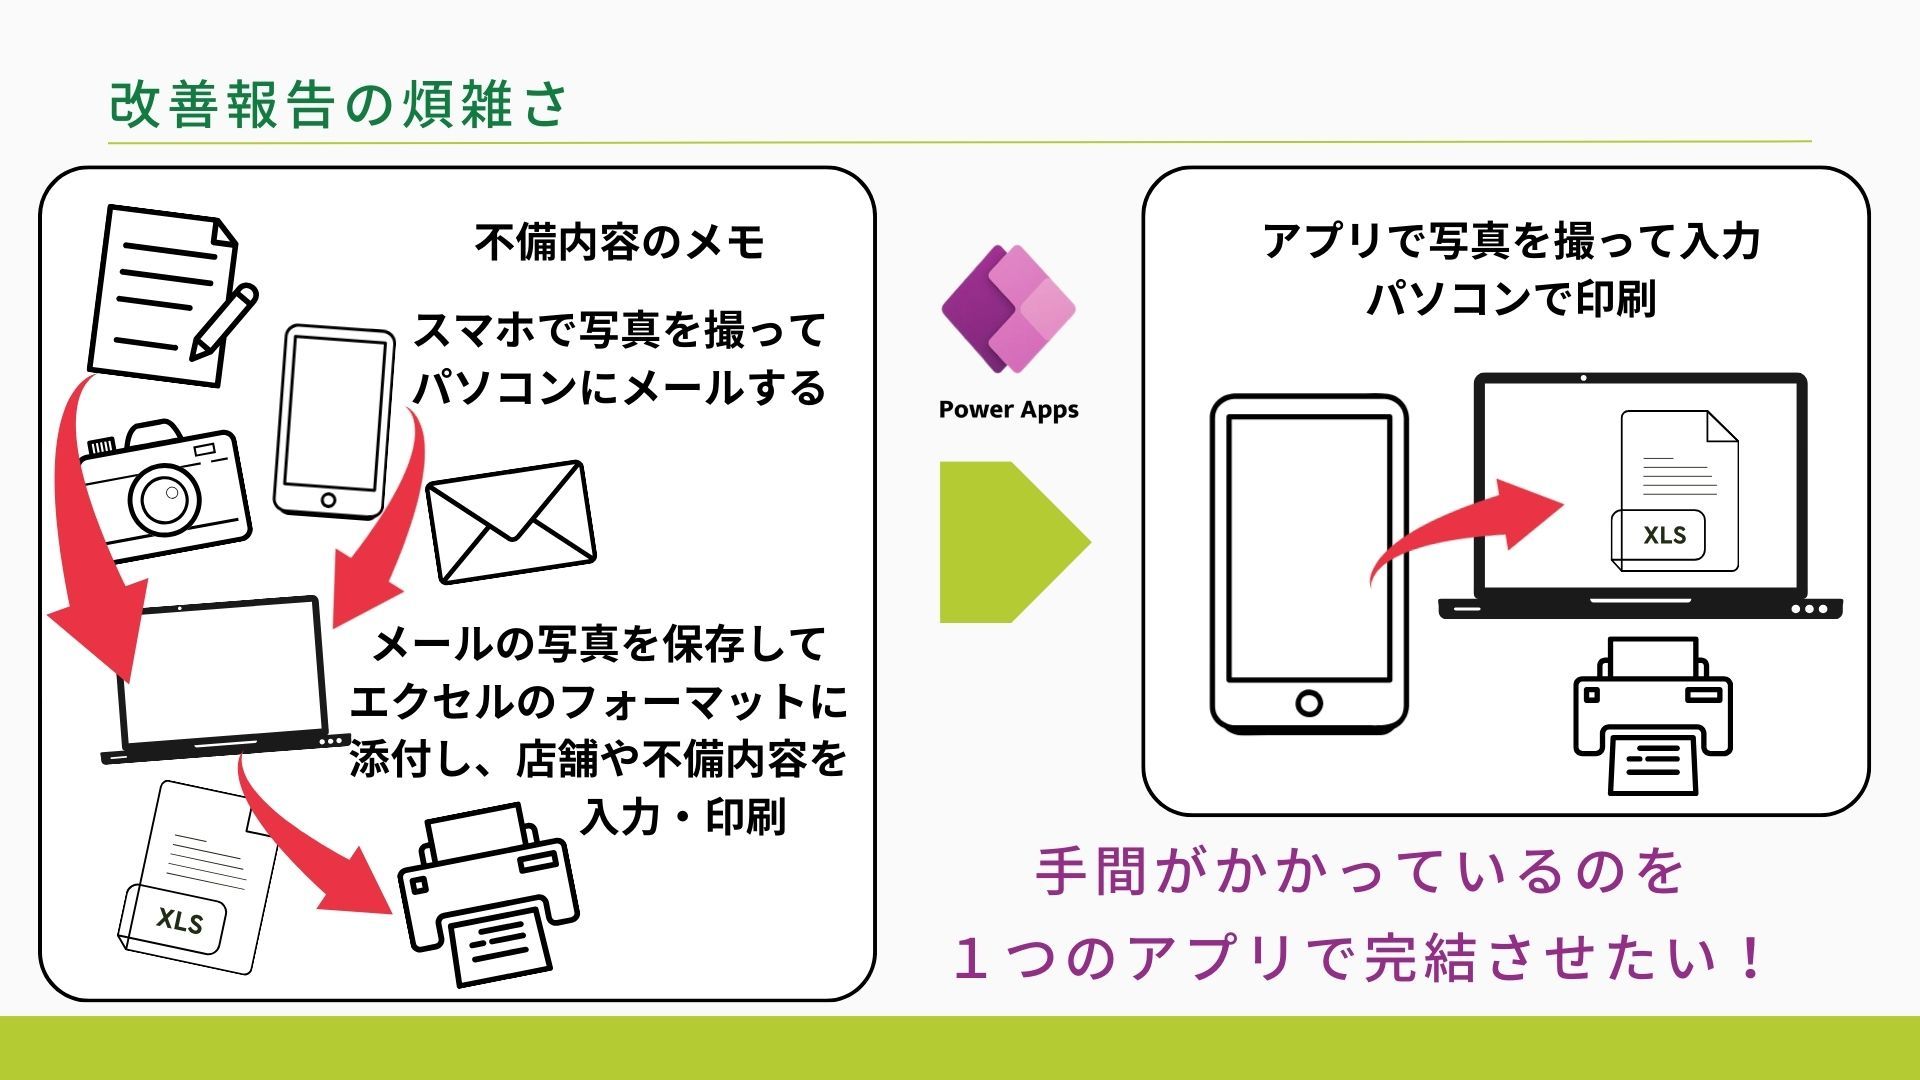 改善報告の煩雑さ
不備内容のメモ
スマホで写真を撮って
パソコンにメールする
メールの写真を保存して
エクセルのフォーマットに
添付し、店舗や不備内容を
入力・印刷
XLS
Power Apps
アプリで写真を撮って入力
パソコンで印刷
XLS
手間がかかっているのを
１つのアプリで完結させたい！